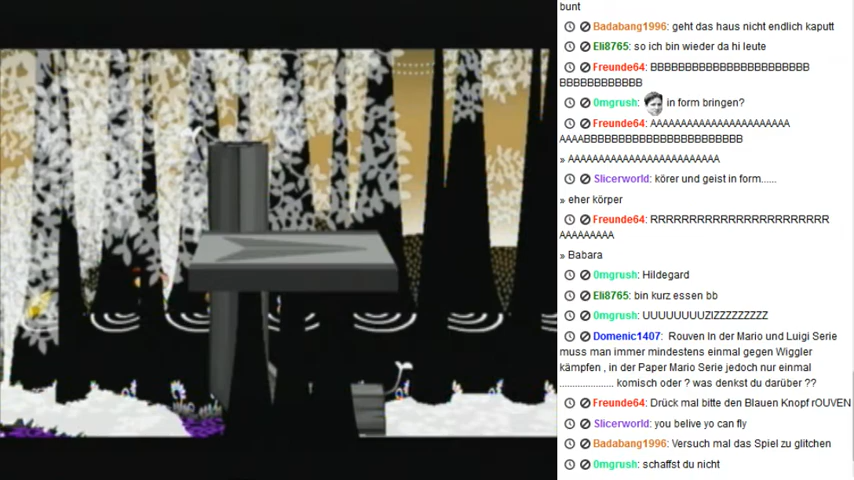 bunt
Badabang1996: geht das haus nicht endlich kaputt
Eli8765: so ich bin wieder da hi leute
Freunde64: BBBBBBBBBBBBBBBBBBBBBBB
BBBBBBBBBBBB
0mgrush: in form bringen?
Freunde64: AAAAAAAAAAAAAAAAAAAAAAA
AAAABBBBBBBBBBBBBBBBBBBBBBB
» AAAAAAAAAAAAAAAAAAAAAAAAA
Slicerworld: körer und geist in form......
» eher körper
Freunde64: RRRRRRRRRRRRRRRRRRRRRRR
AAAAAAAAA
» Babara
0mgrush: Hildegard
Eli8765: bin kurz essen bb
0mgrush: UUUUUUUUZIZZZZZZZZZ
Domenic1407: Rouven In der Mario und Luigi Serie
muss man immer mindestens einmal gegen Wiggler
kämpfen , in der Paper Mario Serie jedoch nur einmal
..................... komisch oder ? was denkst du darüber ??
Freunde64: Drück mal bitte den Blauen Knopf rOUVEN
Slicerworld: you belive yo can fly
Badabang1996: Versuch mal das Spiel zu glitchen
0mgrush: schaffst du nicht